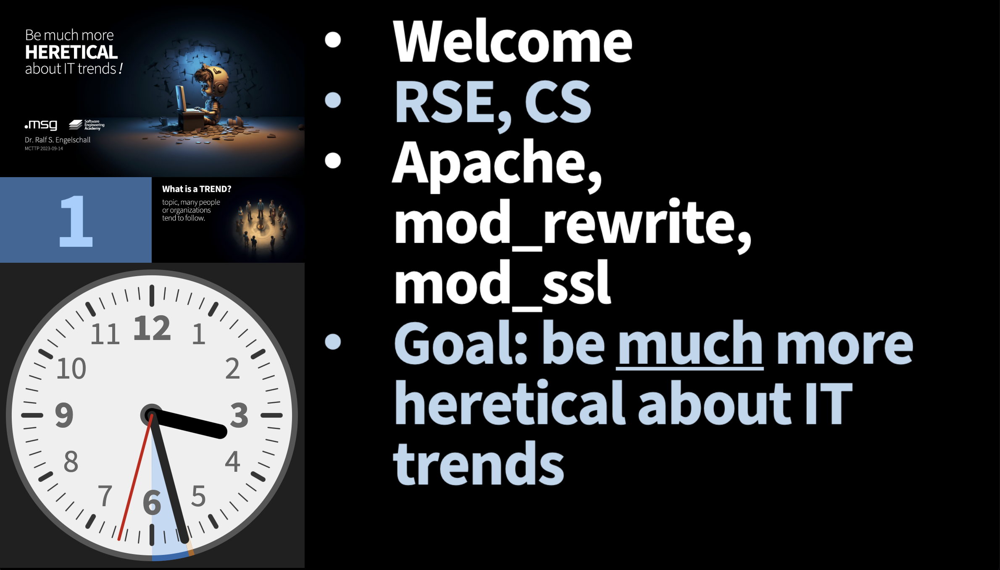 Be much more
HERETICAL
about IT trends!
.msg
Software
Engineering
Academy
Dr. Ralf S. Engelschall
MCTTP 2023-09-14
1
What is a TREND?
topic, many people
or organizations
tend to follow.
12
1
2
3
4
5
6
7
8
9
10
11
• Welcome
• RSE, CS
• Apache,
mod_rewrite,
mod_ssl
• Goal: be much more
heretical about IT
trends